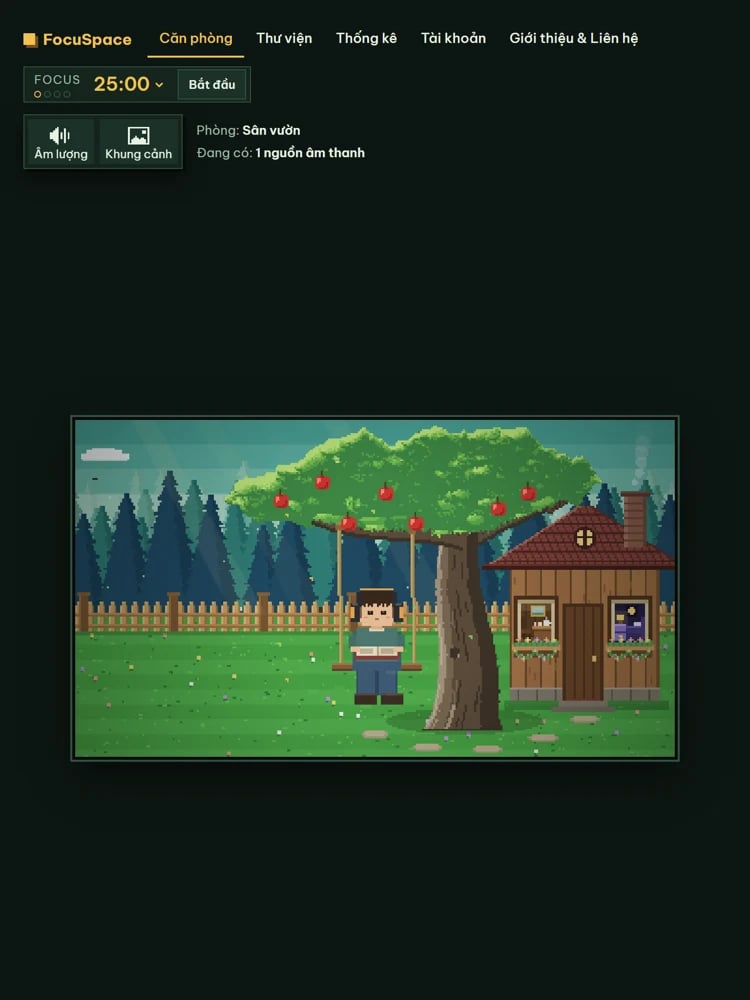 FocuSpace
Căn phòng
Thư viện
Thống kê
Tài khoản
Giới thiệu & Liên hệ
FOCUS
25:00
Bắt đầu
Âm lượng
Khung cảnh
Phòng: Sân vườn
Đang có: 1 nguồn âm thanh